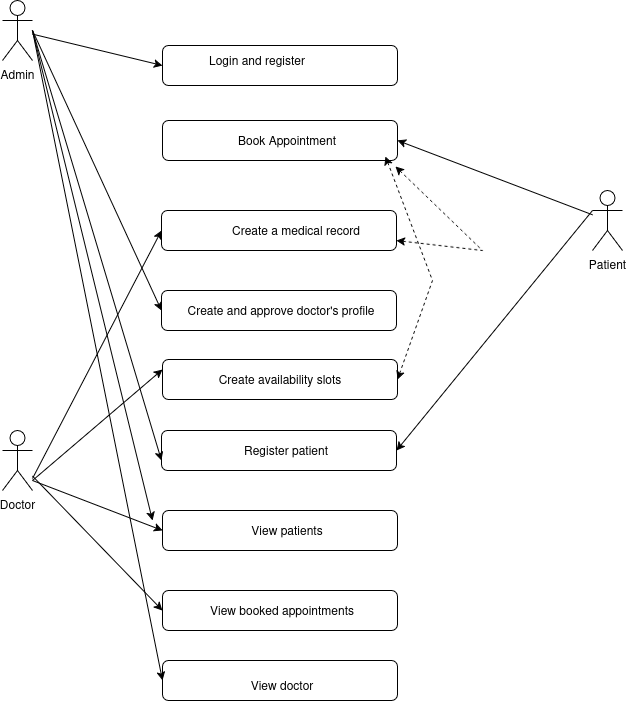 Admin
Login and register
Book Appointment
Patient
Create a medical record
Create and approve doctor's profile
Create availability slots
Register patient
Doctor
View patients
View booked appointments
View doctor